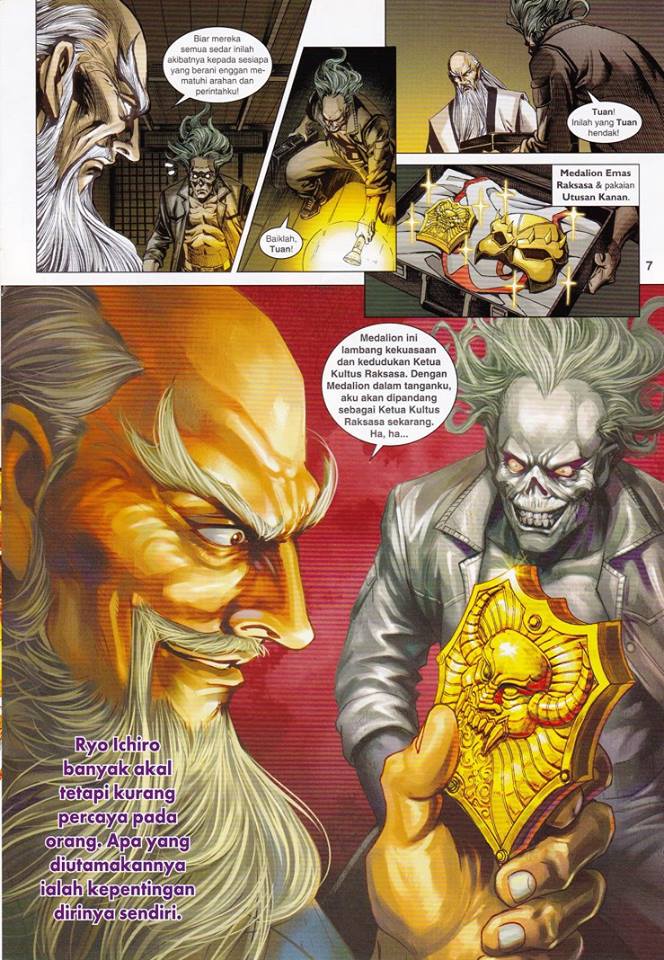 Biar mereka
semua sedar inilah
akibatnya kepada sesiapa
yang berani enggan me-
matuhi arahan dan
perintahku!
Baiklah,
Tuan!
Tuan!
Inilah yang Tuan
hendak!
Medalion Emas
Raksasa & pakaian
Utusan Kanan.
7
Medalion ini
lambang kekuasaan
dan kedudukan Ketua
Kultus Raksasa. Dengan
Medalion dalam tanganku,
aku akan dipandang
sebagai Ketua Kultus
Raksasa sekarang.
Ha, ha...
Ryo Ichiro
banyak akal
tetapi kurang
percaya pada
orang. Apa yang
diutamakannya
ialah kepentingan
dirinya sendiri.